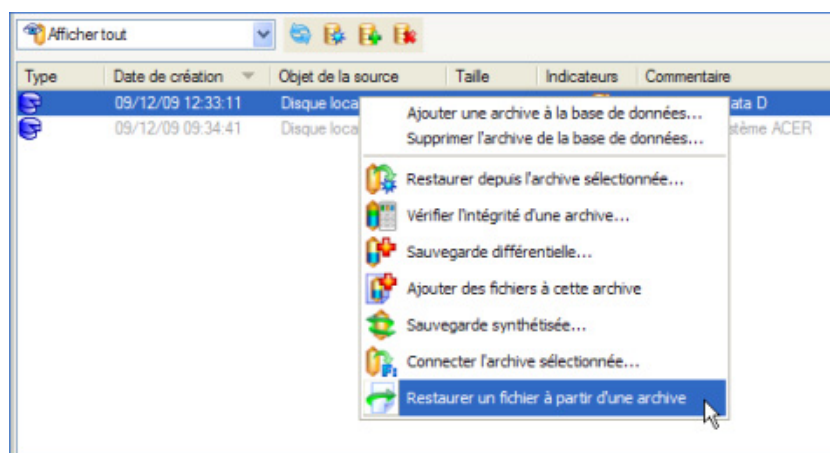 Afficher tout
Type Date de création Objet de la source Taille Indicateurs Commentaire
09/12/09 12:33:11 Disque loca ata D
09/12/09 09:34:41 Disque loca stème ACER
Ajouter une archive à la base de données...
Supprimer l'archive de la base de données...
Restaurer depuis l'archive sélectionnée...
Vérifier l'intégrité d'une archive...
Sauvegarde différentielle...
Ajouter des fichiers à cette archive
Sauvegarde synthétisée...
Connecter l'archive sélectionnée...
Restaurer un fichier à partir d'une archive